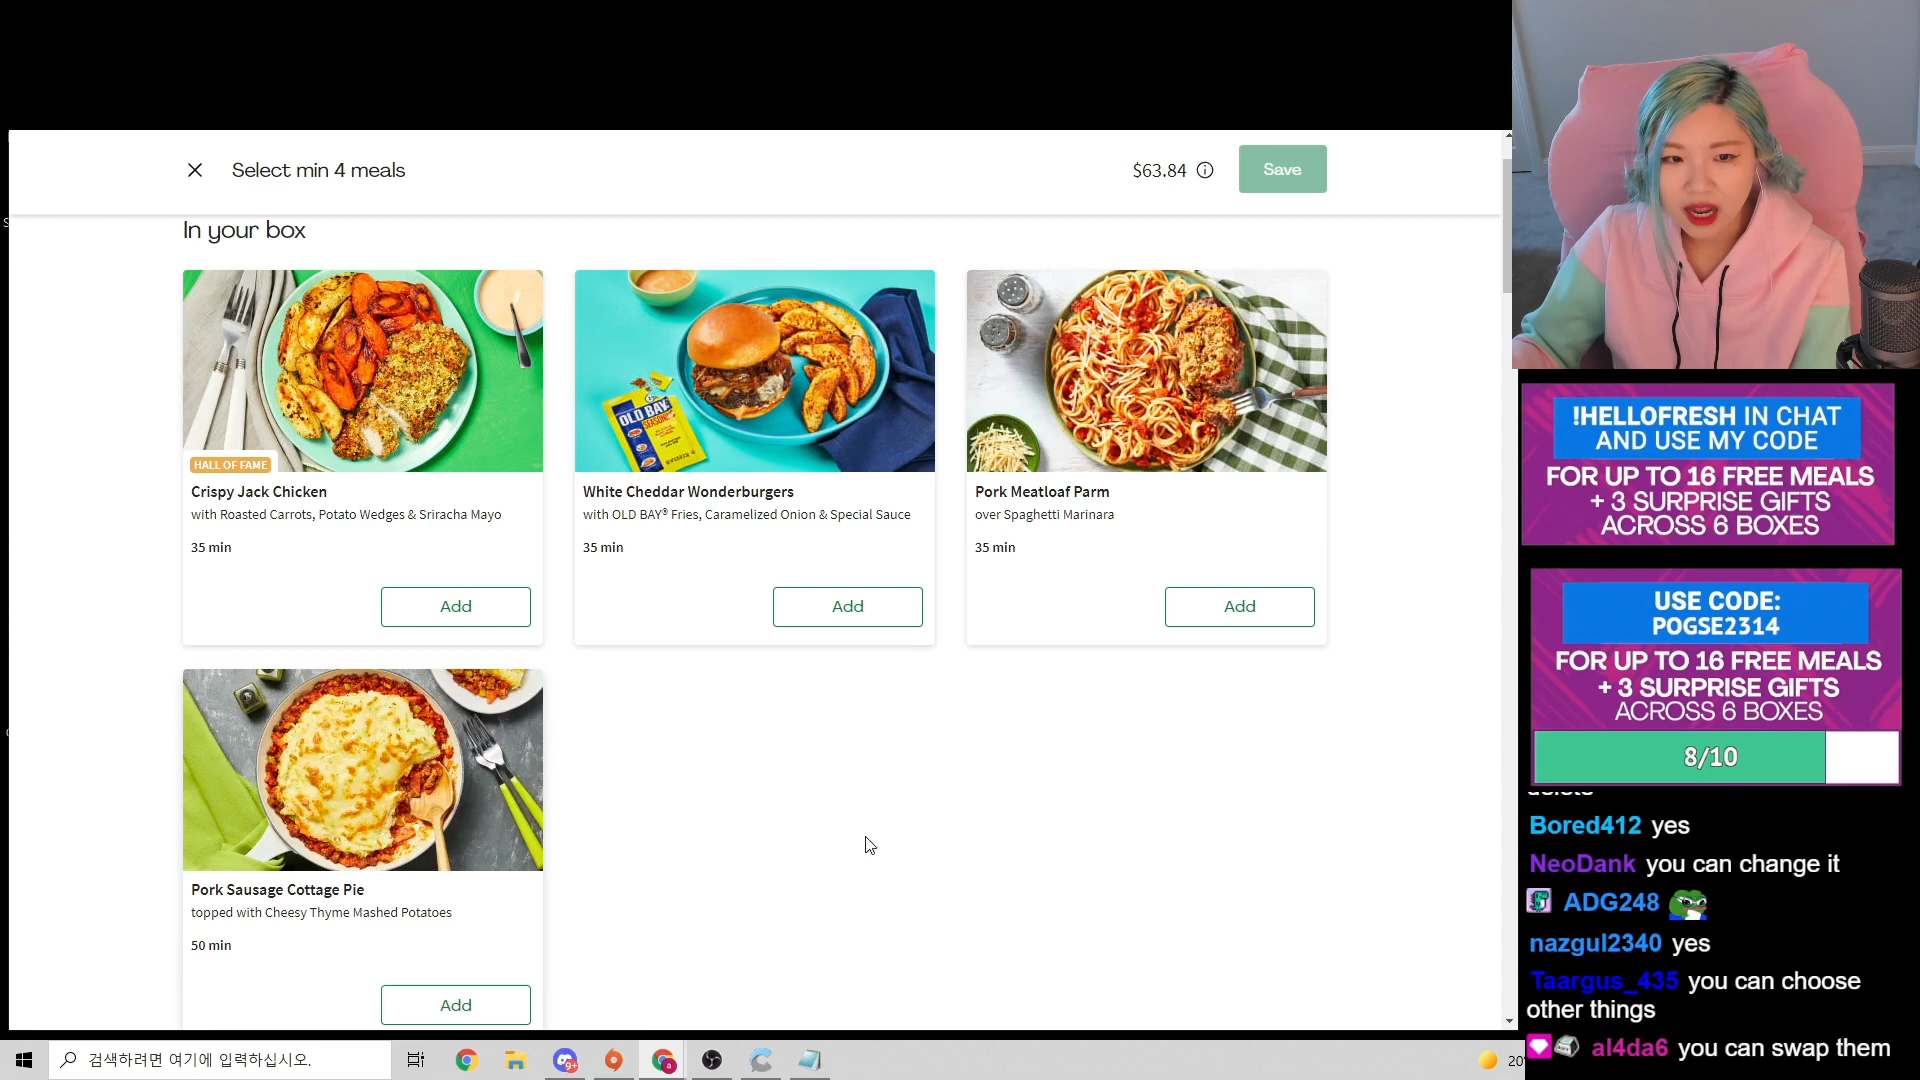 Select min 4 meals
$63.84
Save
In your box
HALL OF FAME
Crispy Jack Chicken
with Roasted Carrots, Potato Wedges & Sriracha Mayo
35 min
Add
OLD BAY
White Cheddar Wonderburgers
with OLD BAY® Fries, Caramelized Onion & Special Sauce
35 min
Add
Pork Meatloaf Parm
over Spaghetti Marinara
35 min
Add
Pork Sausage Cottage Pie
topped with Cheesy Thyme Mashed Potatoes
50 min
Add
!HELLOFRESH IN CHAT
AND USE MY CODE
FOR UP TO 16 FREE MEALS
+ 3 SURPRISE GIFTS
ACROSS 6 BOXES
USE CODE:
POGSE2314
FOR UP TO 16 FREE MEALS
+ 3 SURPRISE GIFTS
ACROSS 6 BOXES
8/10
Bored412 yes
NeoDank you can change it
ADG248
nazgul2340 yes
Taargus_435 you can choose
other things
al4da6 you can swap them
검색하려면 여기에 입력하십시오.
9+
20